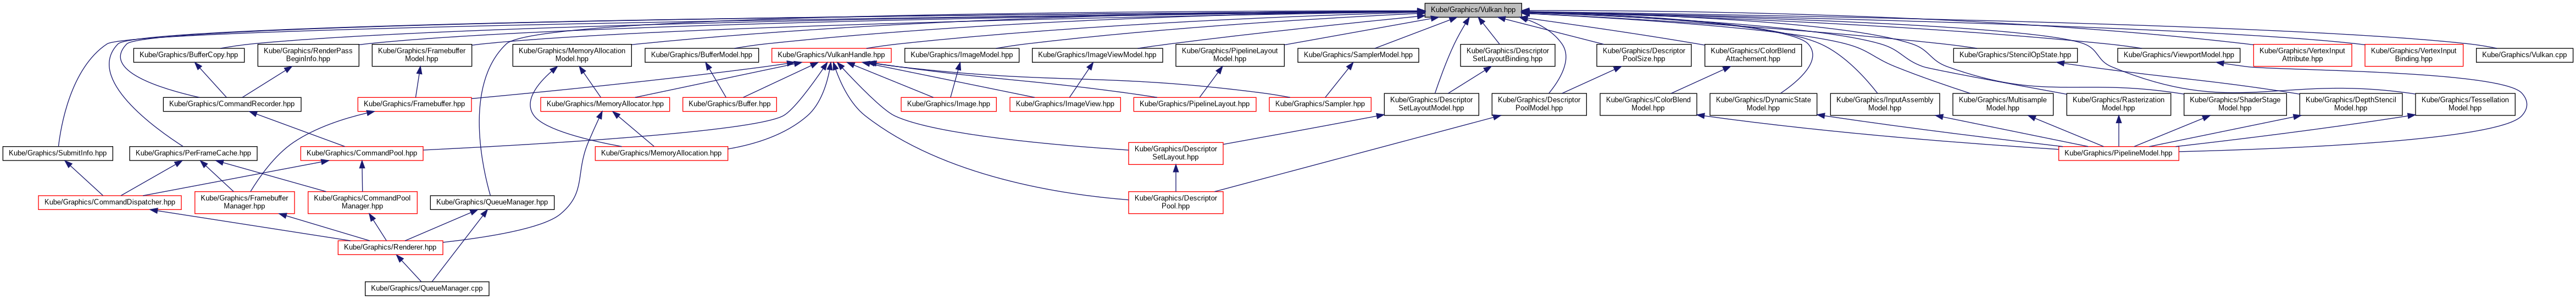 Kube/Graphics/Vulkan.hpp
Kube/Graphics/BufferCopy.hpp
Kube/Graphics/RenderPass
BeginInfo.hpp
Kube/Graphics/Framebuffer
Model.hpp
Kube/Graphics/MemoryAllocation
Model.hpp
Kube/Graphics/BufferModel.hpp
Kube/Graphics/VulkanHandle.hpp
Kube/Graphics/ImageModel.hpp
Kube/Graphics/ImageViewModel.hpp
Kube/Graphics/PipelineLayout
Model.hpp
Kube/Graphics/SamplerModel.hpp
Kube/Graphics/Descriptor
SetLayoutBinding.hpp
Kube/Graphics/Descriptor
PoolSize.hpp
Kube/Graphics/ColorBlend
Attachement.hpp
Kube/Graphics/StencilOpState.hpp
Kube/Graphics/ViewportModel.hpp
Kube/Graphics/VertexInput
Attribute.hpp
Kube/Graphics/VertexInput
Binding.hpp
Kube/Graphics/Vulkan.cpp
Kube/Graphics/CommandRecorder.hpp
Kube/Graphics/Framebuffer.hpp
Kube/Graphics/MemoryAllocator.hpp
Kube/Graphics/Buffer.hpp
Kube/Graphics/Image.hpp
Kube/Graphics/ImageView.hpp
Kube/Graphics/PipelineLayout.hpp
Kube/Graphics/Sampler.hpp
Kube/Graphics/Descriptor
SetLayoutModel.hpp
Kube/Graphics/Descriptor
PoolModel.hpp
Kube/Graphics/ColorBlend
Model.hpp
Kube/Graphics/DynamicState
Model.hpp
Kube/Graphics/InputAssembly
Model.hpp
Kube/Graphics/Multisample
Model.hpp
Kube/Graphics/Rasterization
Model.hpp
Kube/Graphics/ShaderStage
Model.hpp
Kube/Graphics/DepthStencil
Model.hpp
Kube/Graphics/Tessellation
Model.hpp
Kube/Graphics/SubmitInfo.hpp
Kube/Graphics/PerFrameCache.hpp
Kube/Graphics/CommandPool.hpp
Kube/Graphics/MemoryAllocation.hpp
Kube/Graphics/Descriptor
SetLayout.hpp
Kube/Graphics/PipelineModel.hpp
Kube/Graphics/CommandDispatcher.hpp
Kube/Graphics/Framebuffer
Manager.hpp
Kube/Graphics/CommandPool
Manager.hpp
Kube/Graphics/QueueManager.hpp
Kube/Graphics/Descriptor
Pool.hpp
Kube/Graphics/Renderer.hpp
Kube/Graphics/QueueManager.cpp